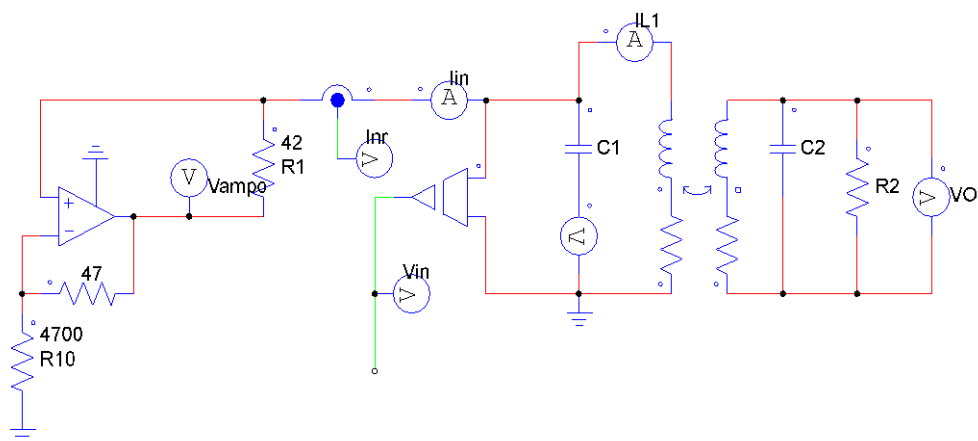 IL1
A
Iin
A
42
R1
Inr
V
C1
C2
R2
V
VO
V
Vampo
+
-
A
Vin
V
47
4700
R10